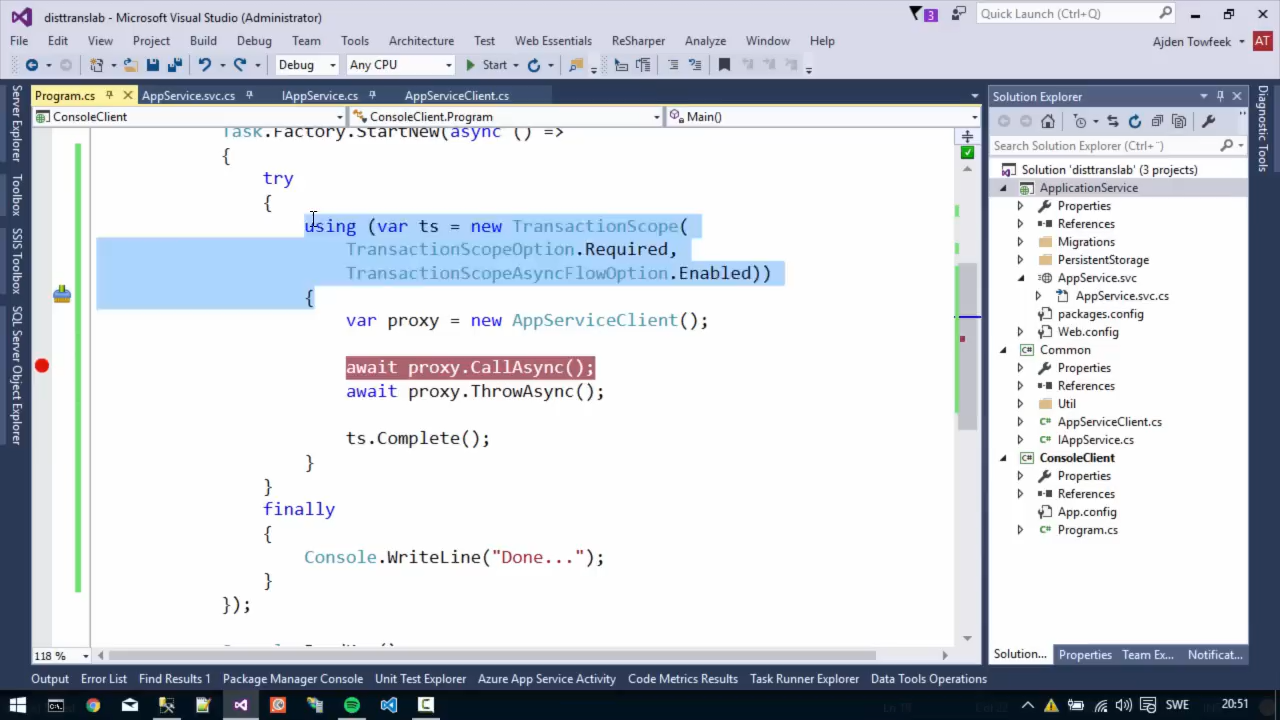 disttranslab - Microsoft Visual Studio (Administrator)
3
Quick Launch (Ctrl+Q)
File Edit View Project Build Debug Team Tools Architecture Test Web Essentials ReSharper Analyze Window Help
Ajden Towfeek AT
Debug Any CPU Start
Program.cs AppService.svc.cs IAppService.cs AppServiceClient.cs
ConsoleClient ConsoleClient.Program Main()
Server Explorer
Toolbox
SSIS Toolbox
SQL Server Object Explorer
Task.Factory.StartNew(async () =>
{
try
{
using (var ts = new TransactionScope(
TransactionScopeOption.Required,
TransactionScopeAsyncFlowOption.Enabled))
{
var proxy = new AppServiceClient();
await proxy.CallAsync();
await proxy.ThrowAsync();
ts.Complete();
}
}
finally
{
Console.WriteLine("Done...");
}
});
118 %
Solution Explorer
Search Solution Explorer (Ctrl+¨)
Solution 'disttranslab' (3 projects)
ApplicationService
Properties
References
Migrations
PersistentStorage
AppService.svc
AppService.svc.cs
packages.config
Web.config
Common
Properties
References
Util
AppServiceClient.cs
IAppService.cs
ConsoleClient
Properties
References
App.config
Program.cs
Solution... Properties Team Ex... Notificat...
Diagnostic Tools
Output Error List Find Results 1 Package Manager Console Unit Test Explorer Azure App Service Activity Code Metrics Results Task Runner Explorer Data Tools Operations
SWE 20:51